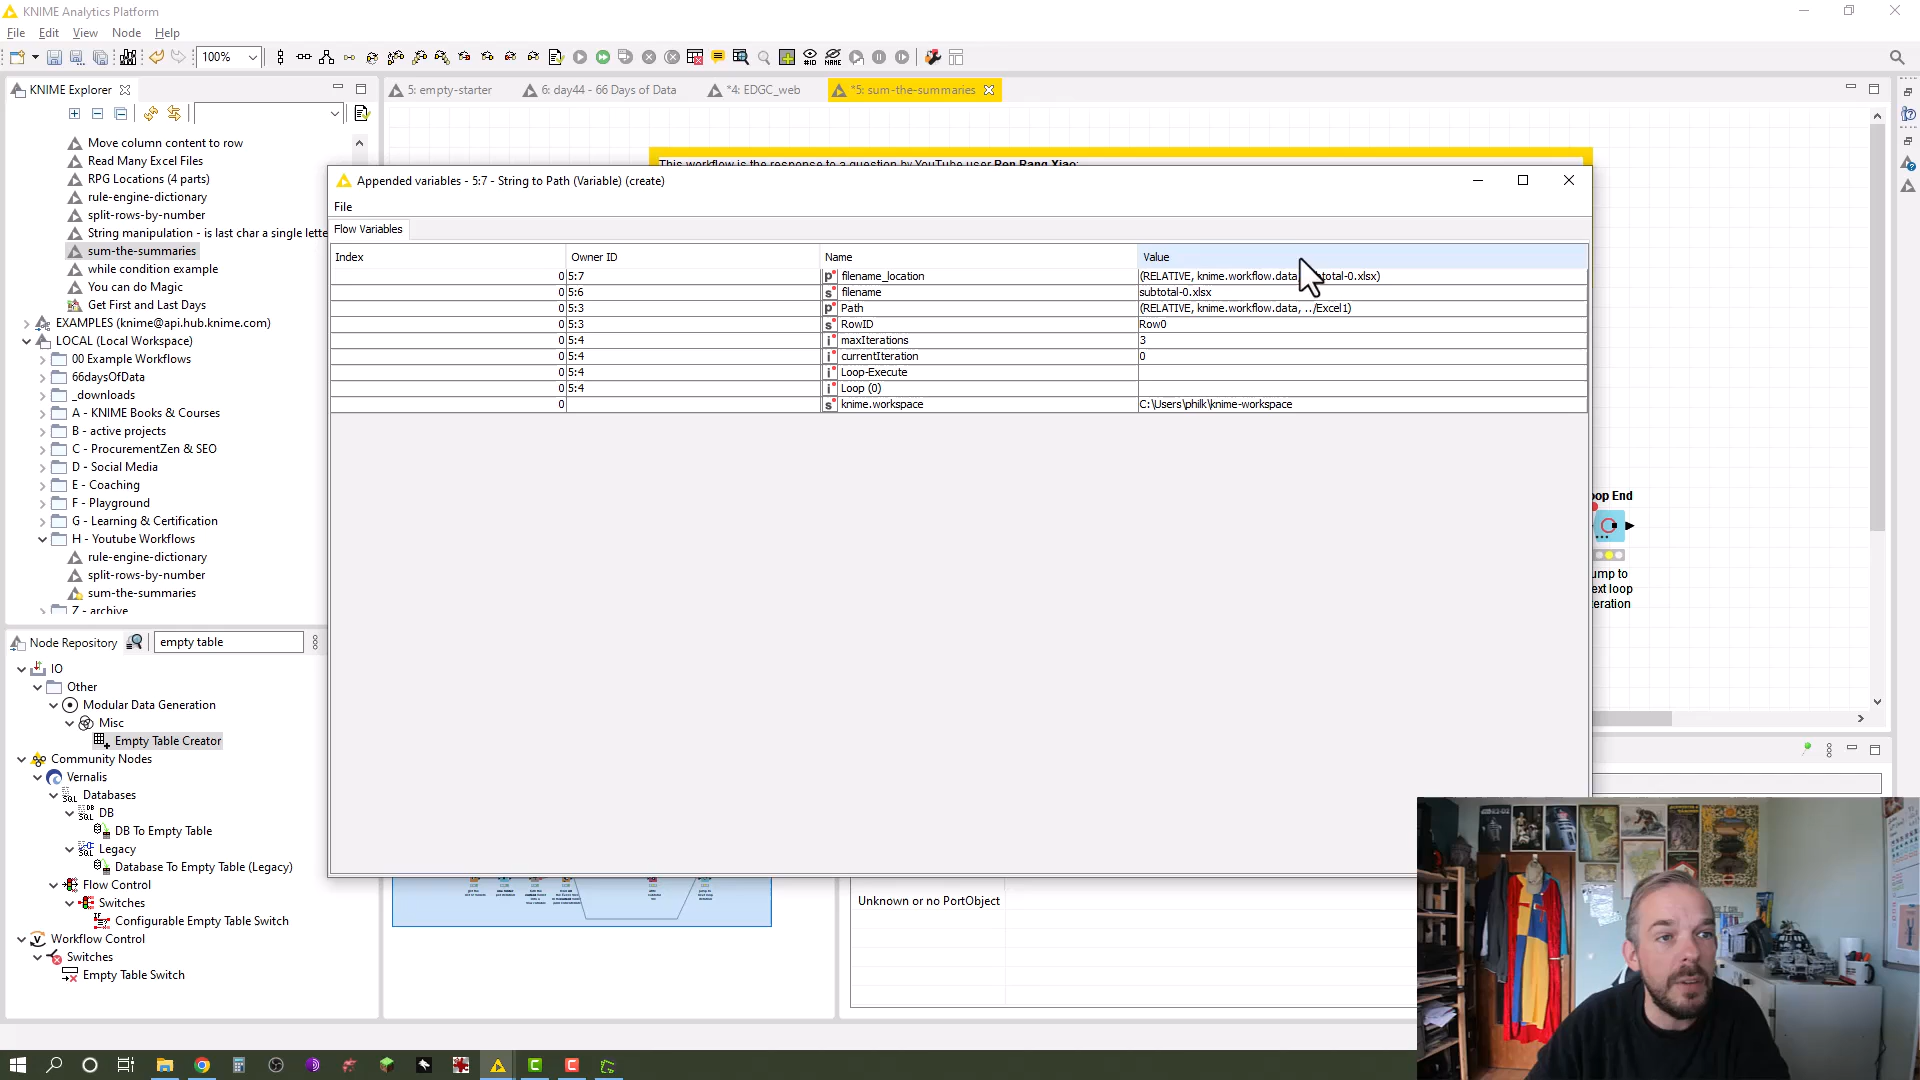 KNIME Analytics Platform
File Edit View Node Help
100%
KNIME Explorer
5: empty-starter
6: day44 - 66 Days of Data
*4: EDGC_web
*5: sum-the-summaries
Move column content to row
Read Many Excel Files
RPG Locations (4 parts)
rule-engine-dictionary
split-rows-by-number
String manipulation - is last char a single lette
sum-the-summaries
while condition example
You can do Magic
Get First and Last Days
EXAMPLES (knime@api.hub.knime.com)
LOCAL (Local Workspace)
00 Example Workflows
66daysOfData
_downloads
A - KNIME Books & Courses
B - active projects
C - ProcurementZen & SEO
D - Social Media
E - Coaching
F - Playground
G - Learning & Certification
H - Youtube Workflows
rule-engine-dictionary
split-rows-by-number
sum-the-summaries
Z - archive
This workflow is the response to a question by YouTube user
Appended variables - 5:7 - String to Path (Variable) (create)
File
Flow Variables
Index Owner ID Name Value
0 5:7 p filename_location (RELATIVE, knime.workflow.data, total-0.xlsx)
0 5:6 s filename subtotal-0.xlsx
0 5:3 p Path (RELATIVE, knime.workflow.data, ../Excel1)
0 5:3 s RowID Row0
0 5:4 i maxIterations 3
0 5:4 i currentIteration 0
0 5:4 i Loop-Execute
0 5:4 i Loop (0)
0 s knime.workspace C:\Users\philk\knime-workspace
oop End
ump to
ext loop
eration
Node Repository
empty table
IO
Other
Modular Data Generation
Misc
Empty Table Creator
Community Nodes
Vernalis
Databases
DB
DB To Empty Table
Legacy
Database To Empty Table (Legacy)
Flow Control
Switches
Configurable Empty Table Switch
Workflow Control
Switches
Empty Table Switch
Unknown or no PortObject